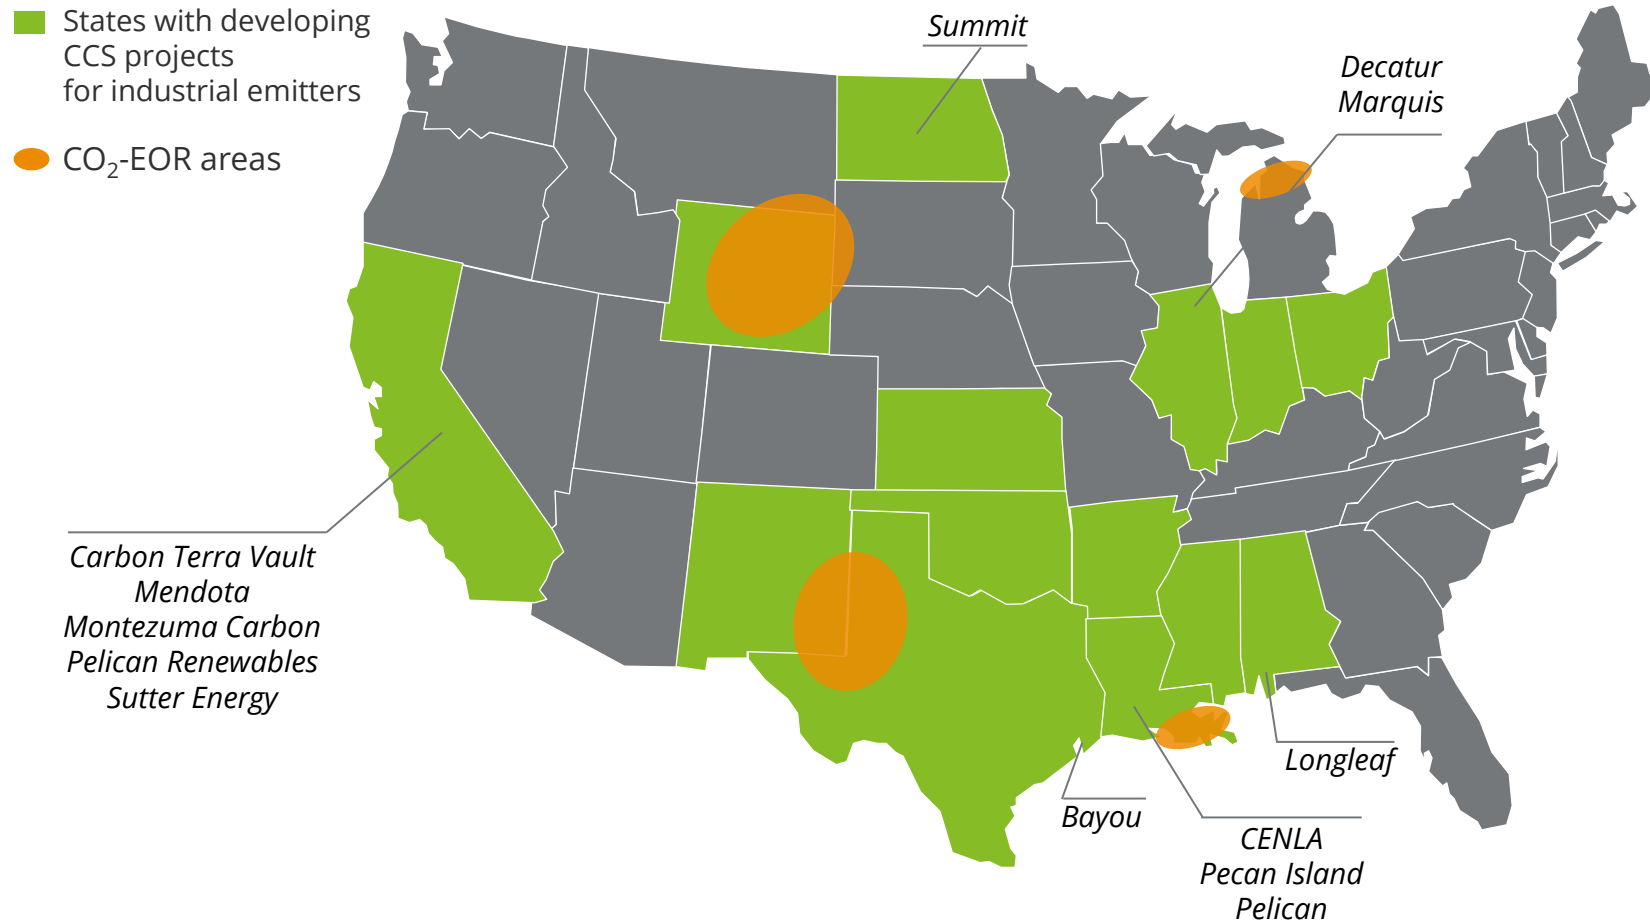 States with developing
CCS projects
for industrial emitters
CO₂-EOR areas
Summit
Decatur
Marquis
Carbon Terra Vault
Mendota
Montezuma Carbon
Pelican Renewables
Sutter Energy
Longleaf
Bayou
CENLA
Pecan Island
Pelican